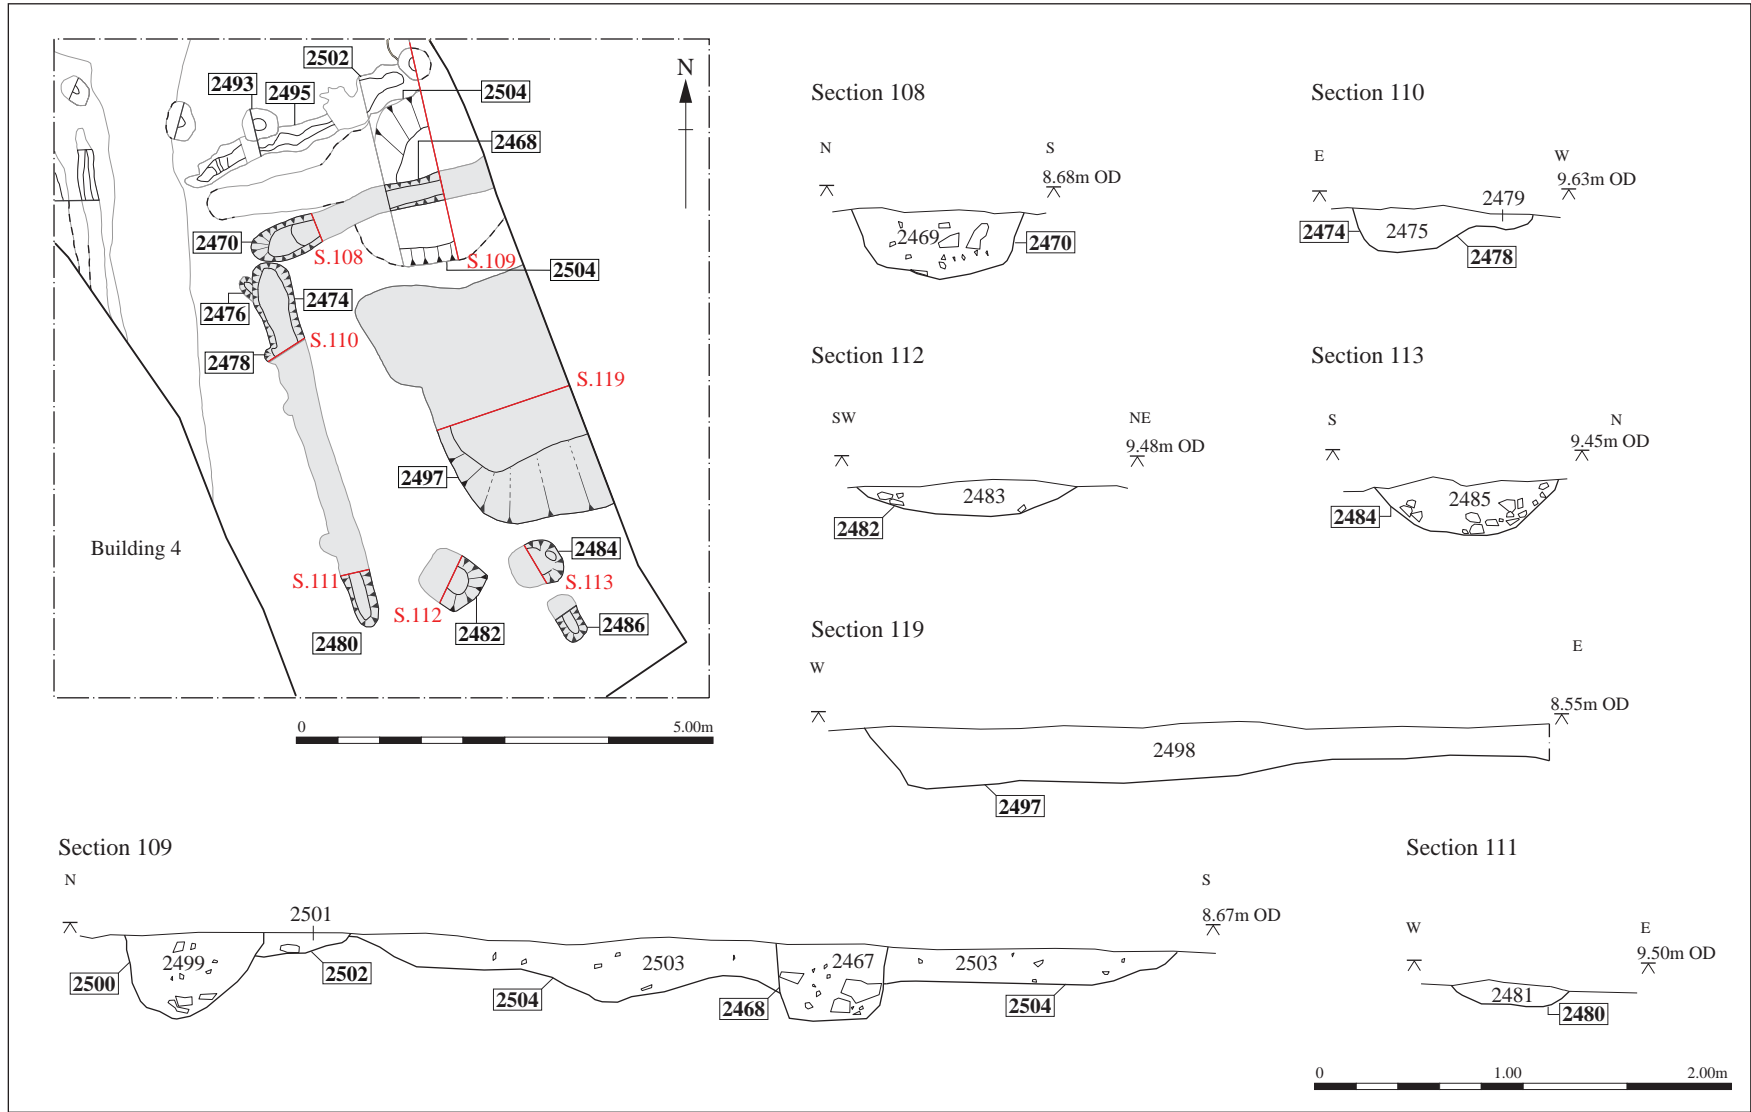 2502
2493
2495
2504
2468
N
2470
S.108
S.109
2504
2476
2474
2478
S.110
S.119
2497
Building 4
S.111
S.112
2484
S.113
2480
2482
2486
0 5.00m
Section 108
N S
8.68m OD
2469
2470
Section 110
E W
9.63m OD
2479
2474
2475
2478
Section 112
SW NE
9.48m OD
2483
2482
Section 113
S N
9.45m OD
2485
2484
Section 119
W E
8.55m OD
2498
2497
Section 109
N S
8.67m OD
2501
2499
2500
2502
2503
2504
2467
2468
2503
2504
Section 111
W E
9.50m OD
2481
2480
0 1.00 2.00m